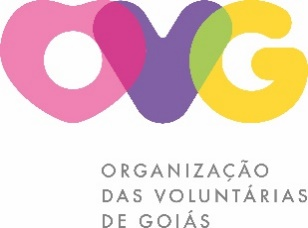 OVG
ORGANIZAÇÃO
DAS VOLUNTÁRIAS
DE GOIÁS